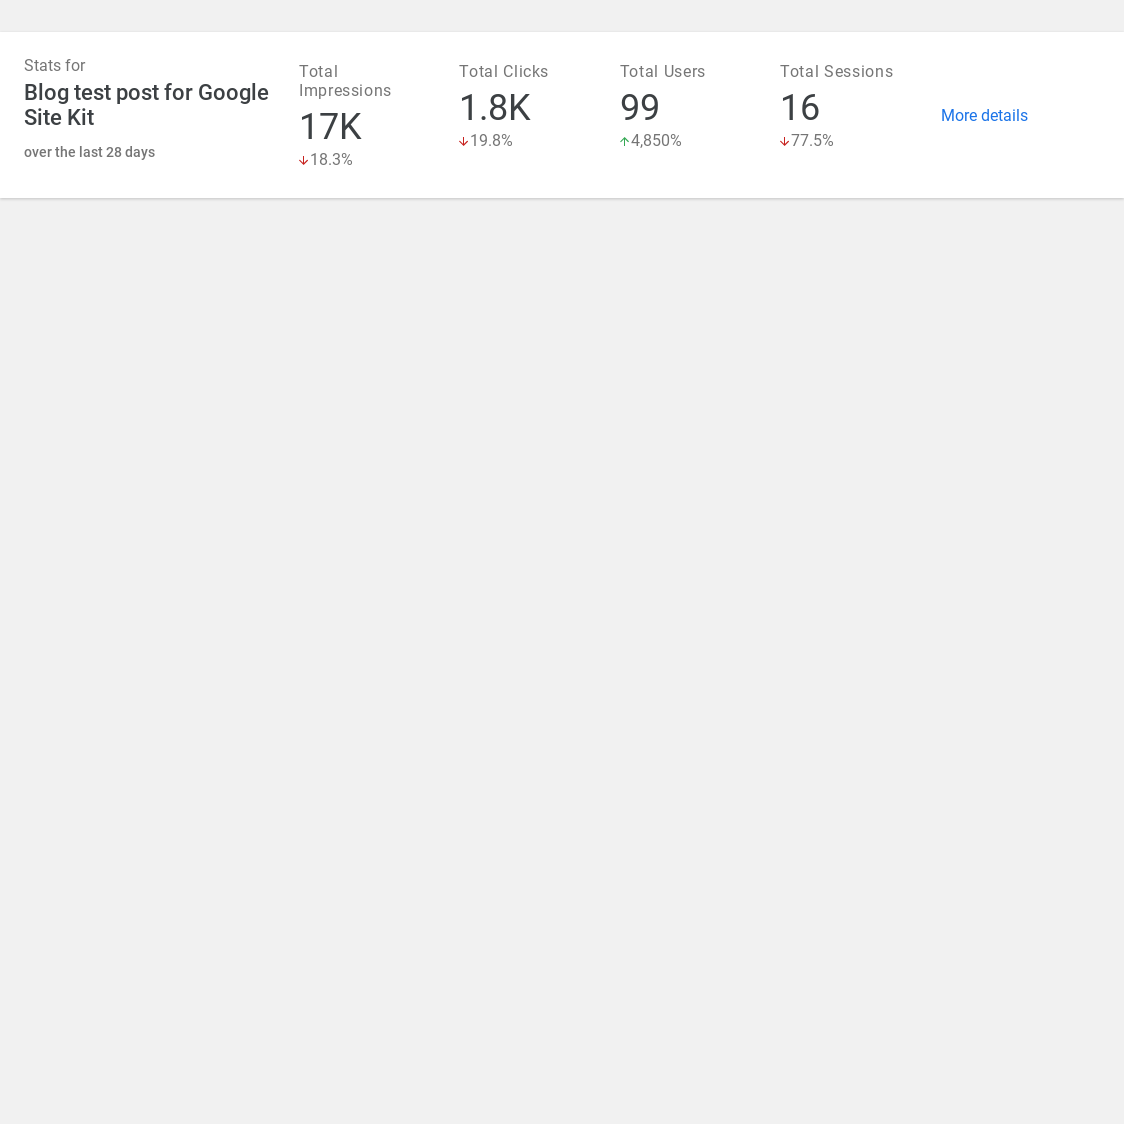 Stats for
Blog test post for Google
Site Kit
over the last 28 days
Total
Impressions
17K
18.3%
Total Clicks
1.8K
19.8%
Total Users
99
4,850%
Total Sessions
16
77.5%
More details